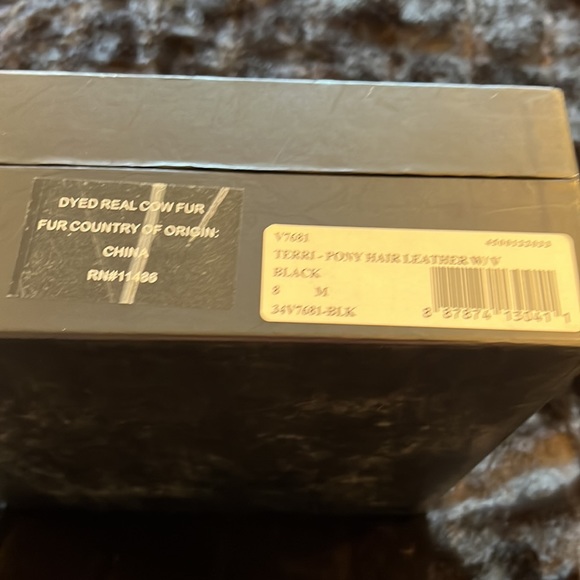 DYED REAL COW FUR
FUR COUNTRY OF ORIGIN:
CHINA
RN#11486
V7681
TERRI - PONY HAIR LEATHER W/
BLACK
8 M
34V7681-BLK
8 87874 13541 1